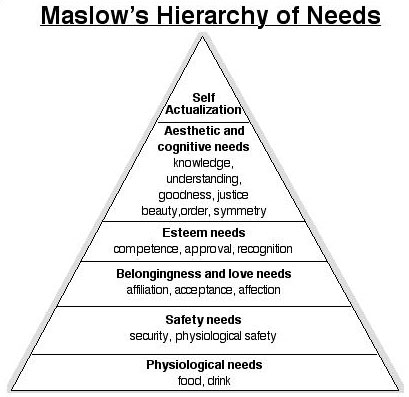 Maslow's Hierarchy of Needs
Self
Actualization
Aesthetic and
cognitive needs
knowledge,
understanding,
goodness, justice
beauty,order, symmetry
Esteem needs
competence, approval, recognition
Belongingness and love needs
affiliation, acceptance, affection
Safety needs
security, physiological safety
Physiological needs
food, drink